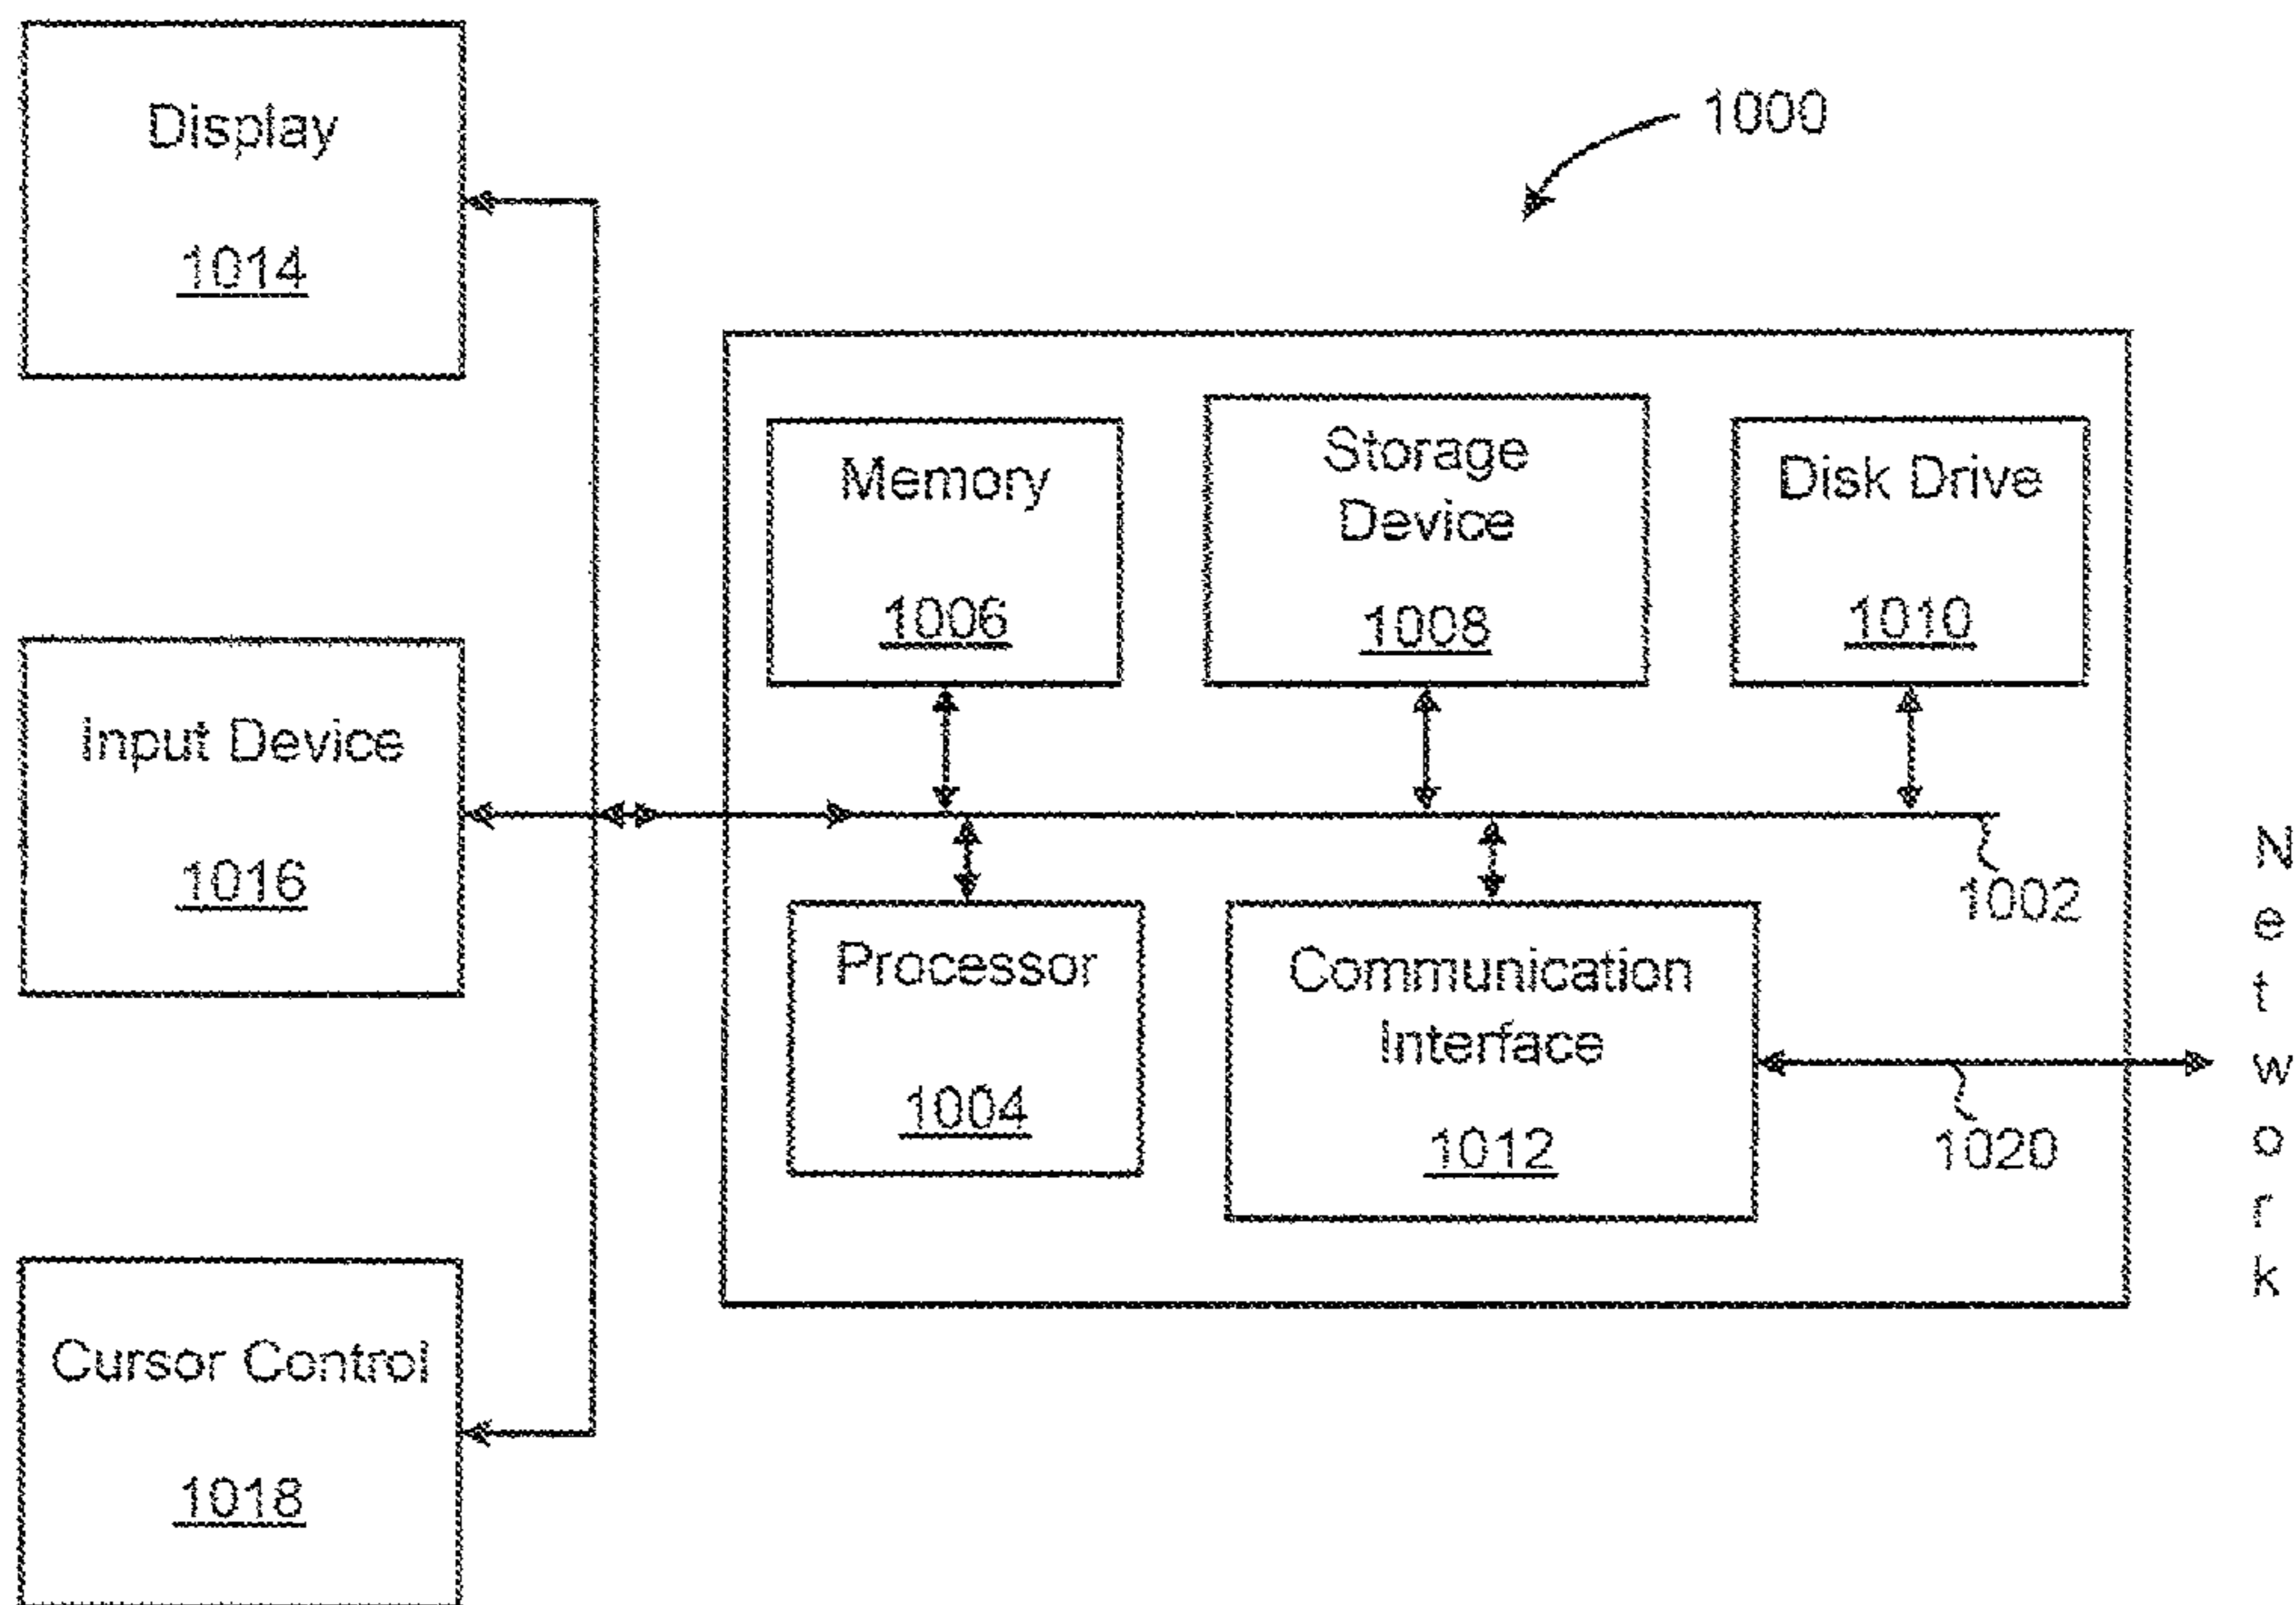 Display
1014
1000
Memory
1006
Storage
Device
1008
Disk Drive
1010
Input Device
1016
1002
Processor
1004
Communication
Interface
1012
1020
Network
Cursor Control
1018